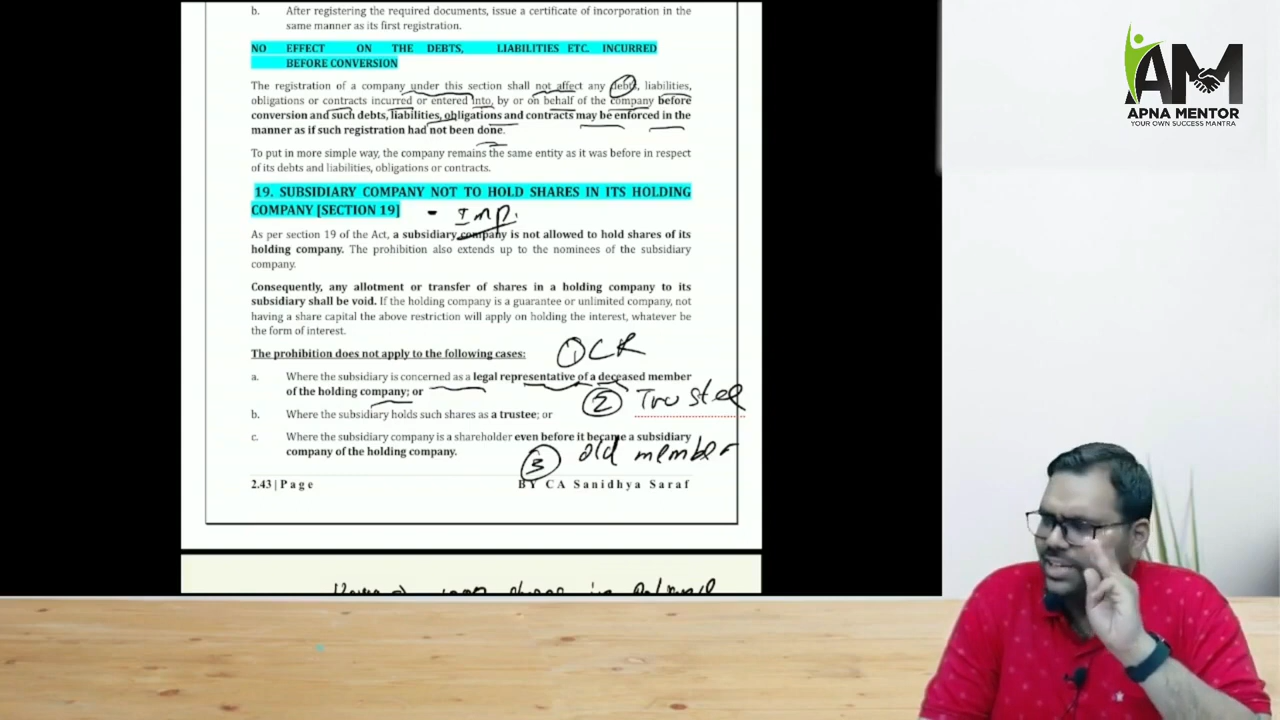 b. After registering the required documents, issue a certificate of incorporation in the
same manner as its first registration.
NO EFFECT ON THE DEBTS, LIABILITIES ETC. INCURRED
BEFORE CONVERSION
The registration of a company under this section shall not affect any debts, liabilities,
obligations or contracts incurred or entered into, by or on behalf of the company before
conversion and such debts, liabilities, obligations and contracts may be enforced in the
manner as if such registration had not been done.
To put in more simple way, the company remains the same entity as it was before in respect
of its debts and liabilities, obligations or contracts.
19. SUBSIDIARY COMPANY NOT TO HOLD SHARES IN ITS HOLDING
COMPANY [SECTION 19] - Imp.
As per section 19 of the Act, a subsidiary company is not allowed to hold shares of its
holding company. The prohibition also extends up to the nominees of the subsidiary
company.
Consequently, any allotment or transfer of shares in a holding company to its
subsidiary shall be void. If the holding company is a guarantee or unlimited company, not
having a share capital the above restriction will apply on holding the interest, whatever be
the form of interest.
The prohibition does not apply to the following cases: ① LR
a. Where the subsidiary is concerned as a legal representative of a deceased member
of the holding company; or
② Trustee
b. Where the subsidiary holds such shares as a trustee; or
c. Where the subsidiary company is a shareholder even before it became a subsidiary
company of the holding company.
③ old member
2.43 | Page BY CA Sanidhya Saraf
AM
APNA MENTOR
YOUR OWN SUCCESS MANTRA